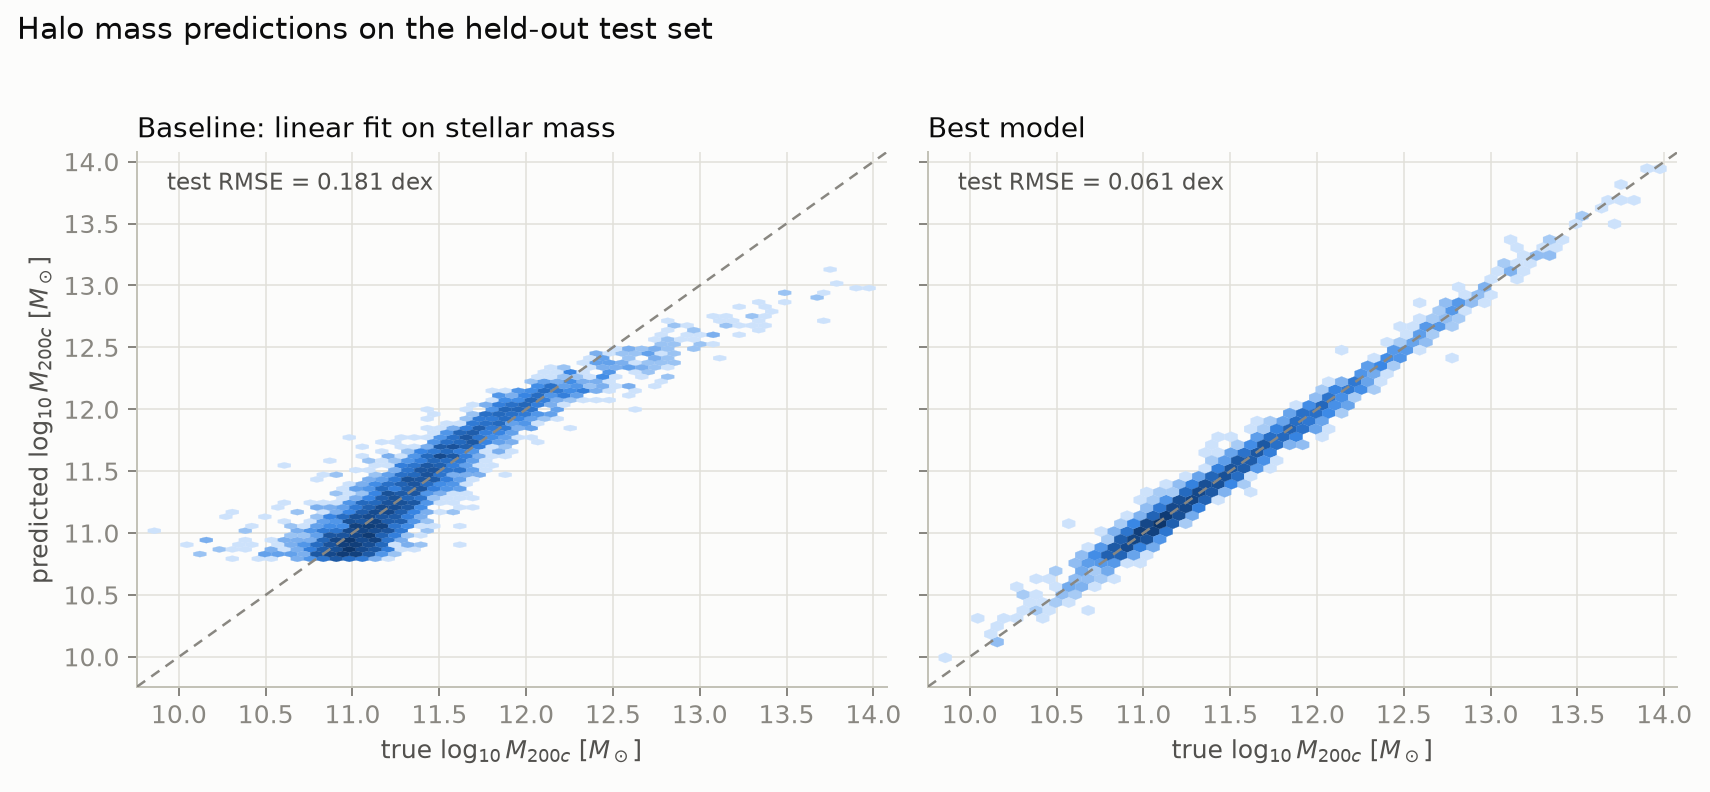 Halo mass predictions on the held-out test set
Baseline: linear fit on stellar mass
test RMSE = 0.181 dex
14.0
13.5
13.0
12.5
12.0
11.5
11.0
10.5
10.0
predicted log₁₀ M₂₀₀c [M⊙]
10.0 10.5 11.0 11.5 12.0 12.5 13.0 13.5 14.0
true log₁₀ M₂₀₀c [M⊙]
Best model
test RMSE = 0.061 dex
10.0 10.5 11.0 11.5 12.0 12.5 13.0 13.5 14.0
true log₁₀ M₂₀₀c [M⊙]